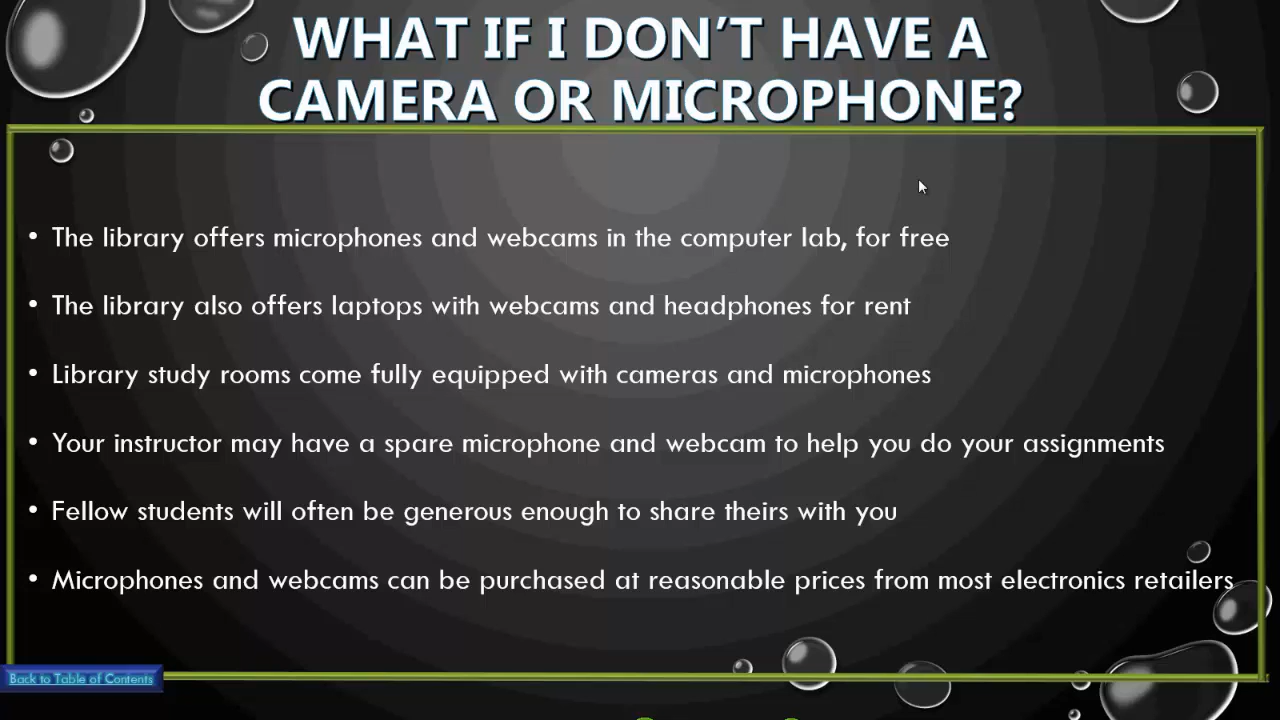 WHAT IF I DON'T HAVE A
CAMERA OR MICROPHONE?
• The library offers microphones and webcams in the computer lab, for free
• The library also offers laptops with webcams and headphones for rent
• Library study rooms come fully equipped with cameras and microphones
• Your instructor may have a spare microphone and webcam to help you do your assignments
• Fellow students will often be generous enough to share theirs with you
• Microphones and webcams can be purchased at reasonable prices from most electronics retailers
Back to Table of Contents